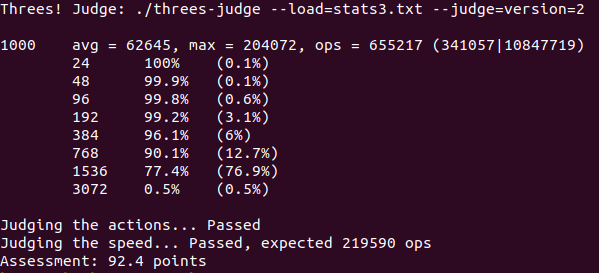 Threes! Judge: ./threes-judge --load=stats3.txt --judge=version=2
1000 avg = 62645, max = 204072, ops = 655217 (341057|10847719)
24 100% (0.1%)
48 99.9% (0.1%)
96 99.8% (0.6%)
192 99.2% (3.1%)
384 96.1% (6%)
768 90.1% (12.7%)
1536 77.4% (76.9%)
3072 0.5% (0.5%)
Judging the actions... Passed
Judging the speed... Passed, expected 219590 ops
Assessment: 92.4 points